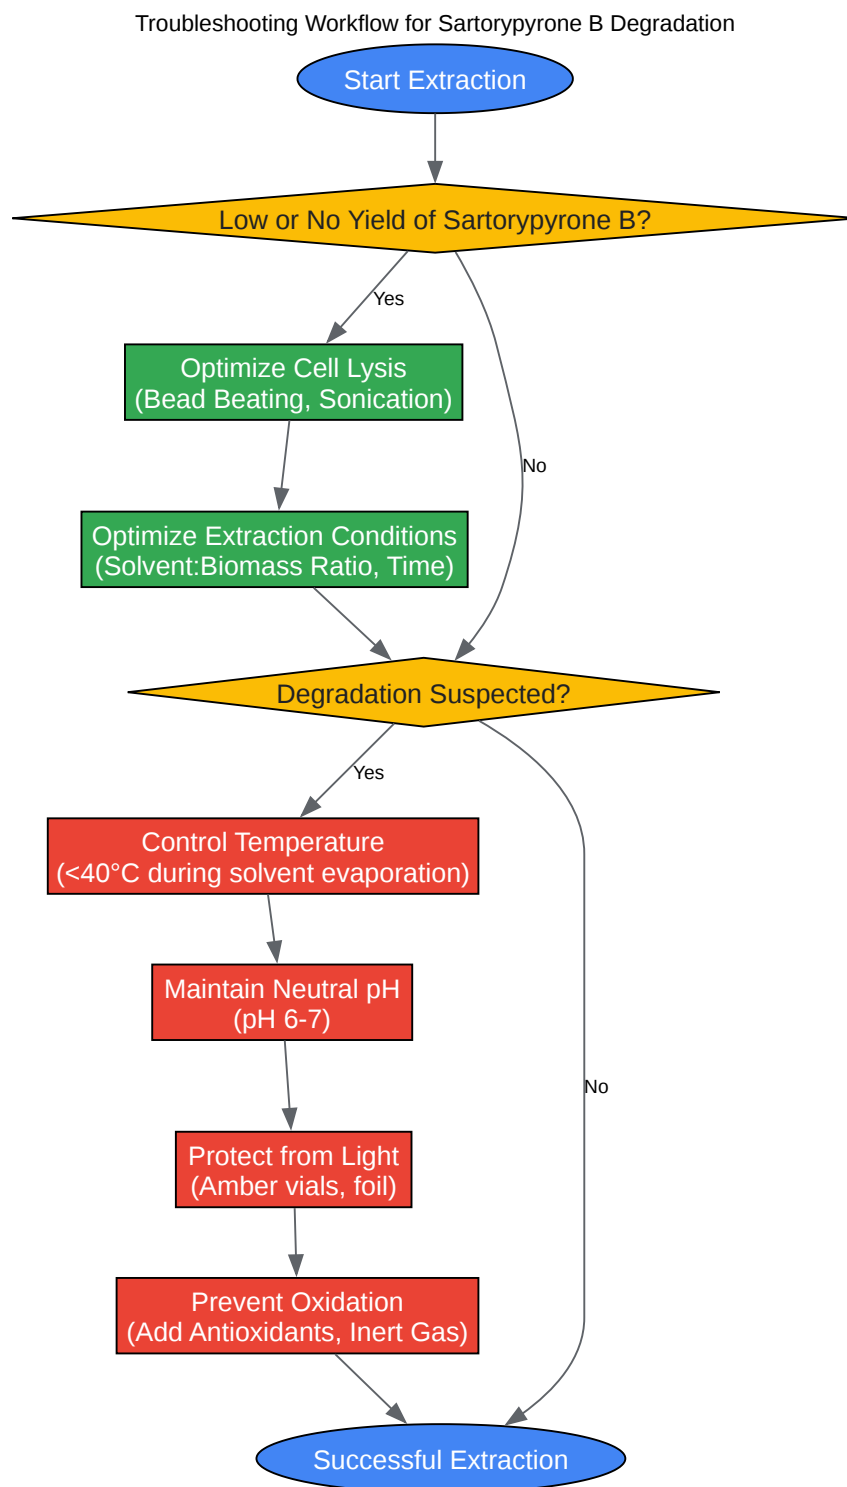 Troubleshooting Workflow for Sartorypyrone B Degradation
Start Extraction
Low or No Yield of Sartorypyrone B?
Yes
Optimize Cell Lysis
(Bead Beating, Sonication)
No
Optimize Extraction Conditions
(Solvent:Biomass Ratio, Time)
Degradation Suspected?
Yes
Control Temperature
(<40°C during solvent evaporation)
Maintain Neutral pH
(pH 6-7)
No
Protect from Light
(Amber vials, foil)
Prevent Oxidation
(Add Antioxidants, Inert Gas)
Successful Extraction